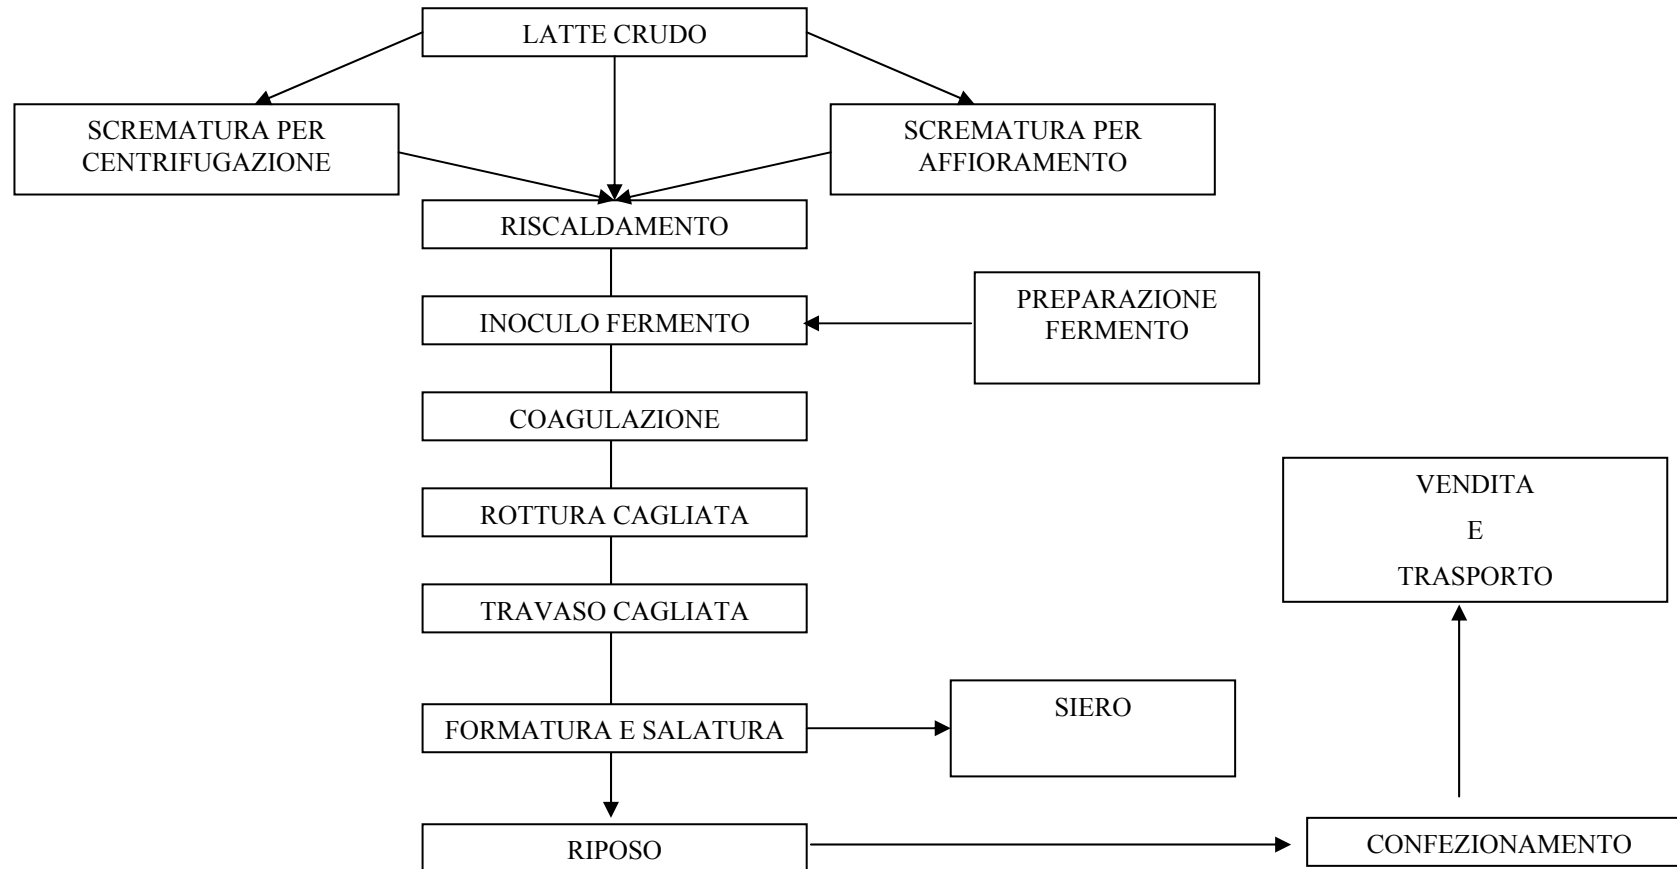 LATTE CRUDO
SCREMATURA PER
CENTRIFUGAZIONE
SCREMATURA PER
AFFIORAMENTO
RISCALDAMENTO
INOCULO FERMENTO
PREPARAZIONE
FERMENTO
COAGULAZIONE
ROTTURA CAGLIATA
VENDITA
E
TRASPORTO
TRAVASO CAGLIATA
FORMATURA E SALATURA
SIERO
RIPOSO
CONFEZIONAMENTO